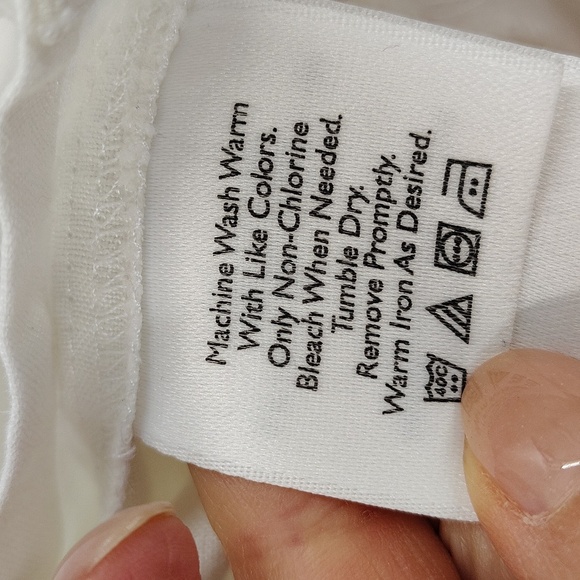 Machine Wash Warm
With Like Colors.
Only Non-Chlorine
Bleach When Needed.
Tumble Dry.
Remove Promptly.
Warm Iron As Desired.
40C